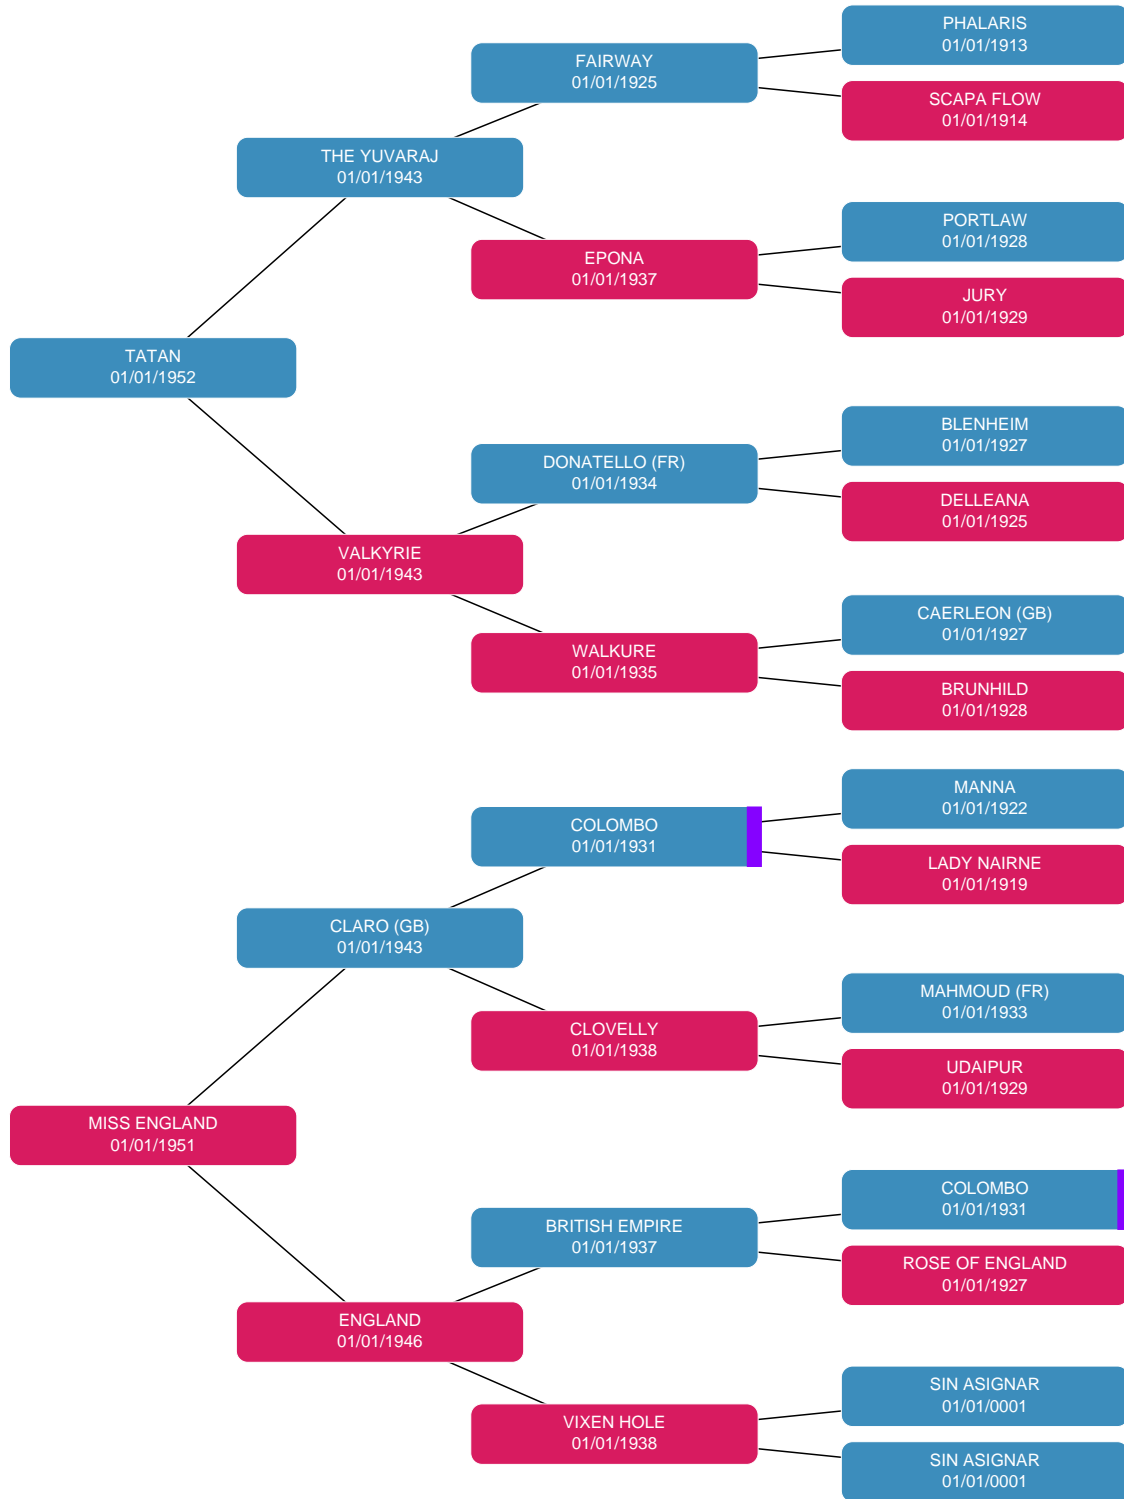 PHALARIS
01/01/1913
FAIRWAY
01/01/1925
SCAPA FLOW
01/01/1914
THE YUVARAJ
01/01/1943
PORTLAW
01/01/1928
EPONA
01/01/1937
JURY
01/01/1929
TATAN
01/01/1952
BLENHEIM
01/01/1927
DONATELLO (FR)
01/01/1934
DELLEANA
01/01/1925
VALKYRIE
01/01/1943
CAERLEON (GB)
01/01/1927
WALKURE
01/01/1935
BRUNHILD
01/01/1928
MANNA
01/01/1922
COLOMBO
01/01/1931
LADY NAIRNE
01/01/1919
CLARO (GB)
01/01/1943
MAHMOUD (FR)
01/01/1933
CLOVELLY
01/01/1938
UDAIPUR
01/01/1929
MISS ENGLAND
01/01/1951
COLOMBO
01/01/1931
BRITISH EMPIRE
01/01/1937
ROSE OF ENGLAND
01/01/1927
ENGLAND
01/01/1946
SIN ASIGNAR
01/01/0001
VIXEN HOLE
01/01/1938
SIN ASIGNAR
01/01/0001